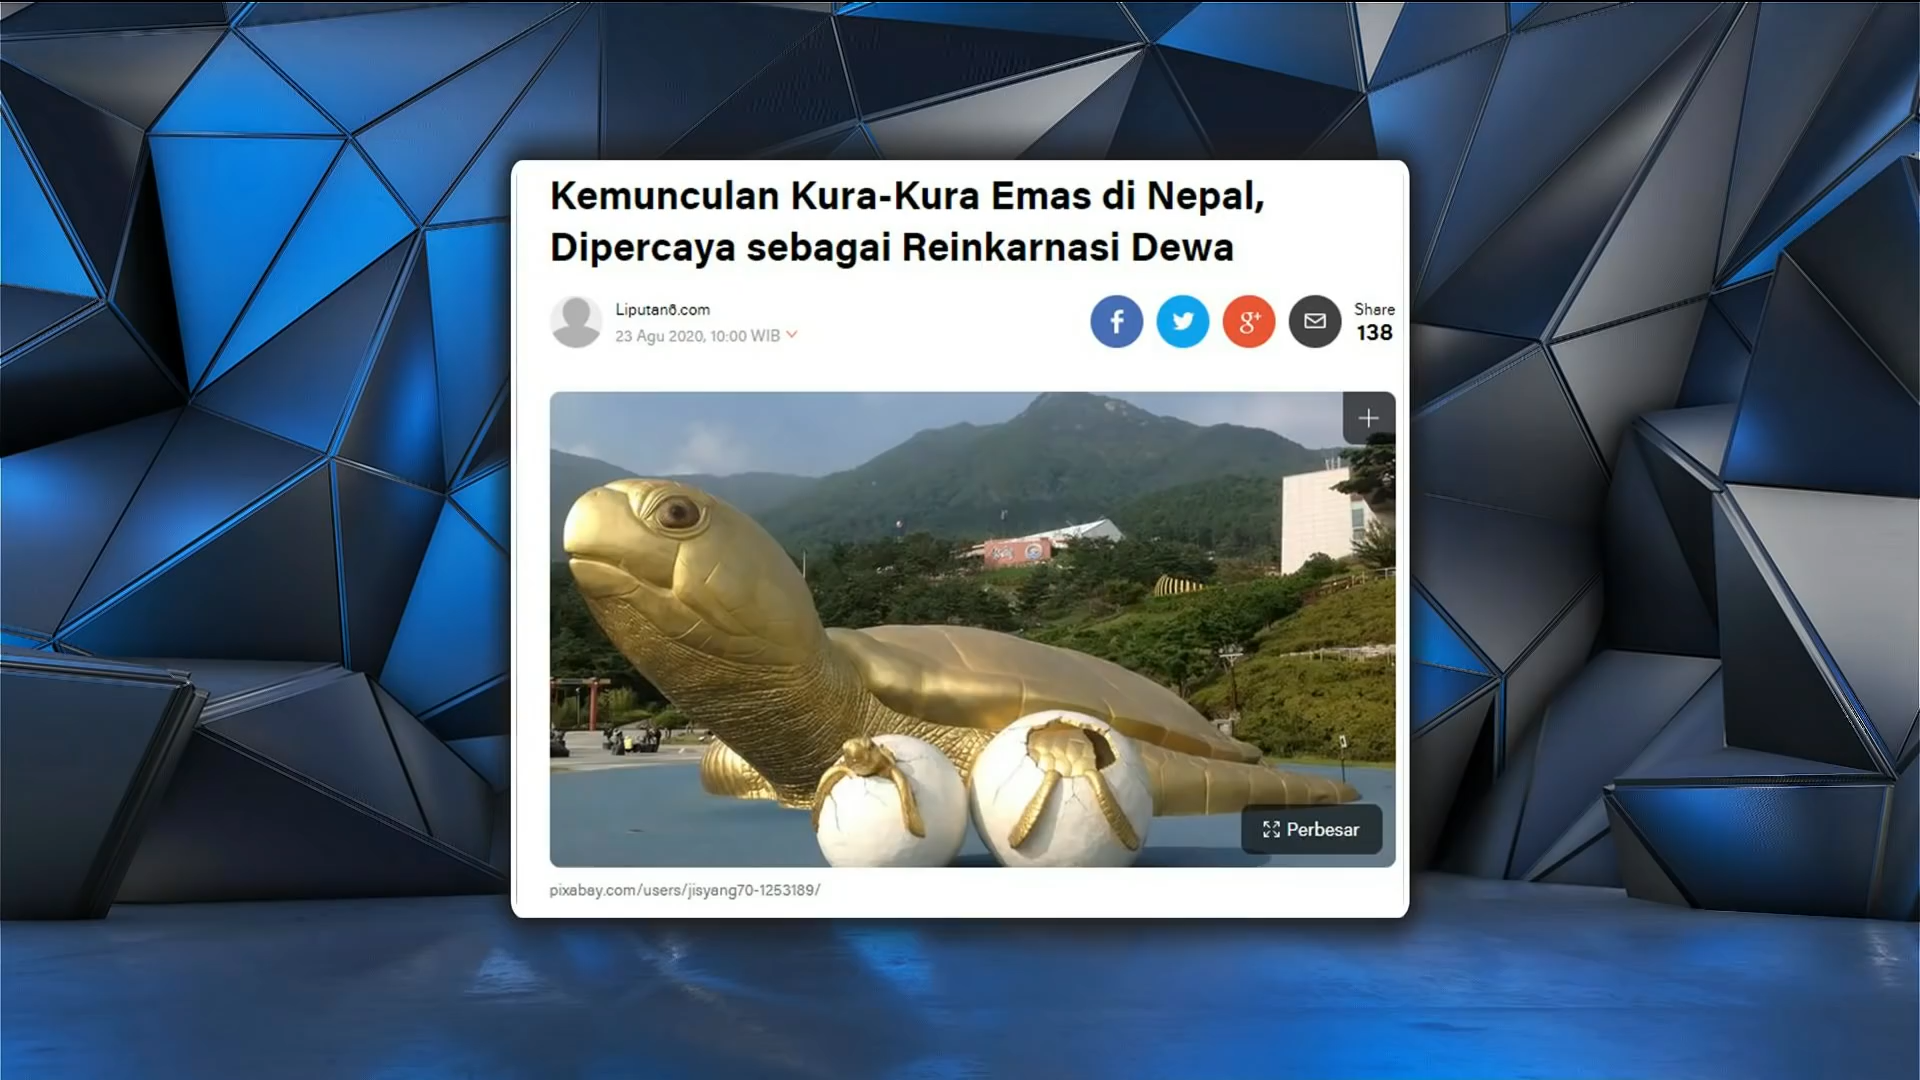 Kemunculan Kura-Kura Emas di Nepal,
Dipercaya sebagai Reinkarnasi Dewa
Liputan6.com
23 Agu 2020, 10:00 WIB
Share
138
Perbesar
pixabay.com/users/jisyang70-1253189/